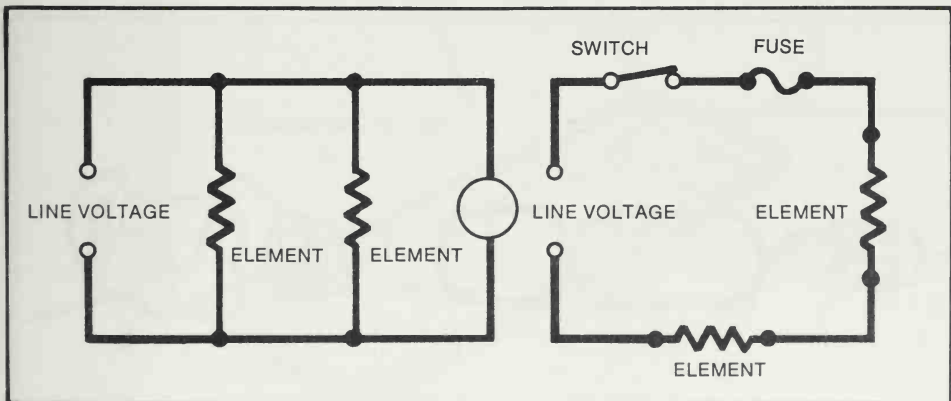 SWITCH
FUSE
LINE VOLTAGE
ELEMENT
ELEMENT
LINE VOLTAGE
ELEMENT
ELEMENT